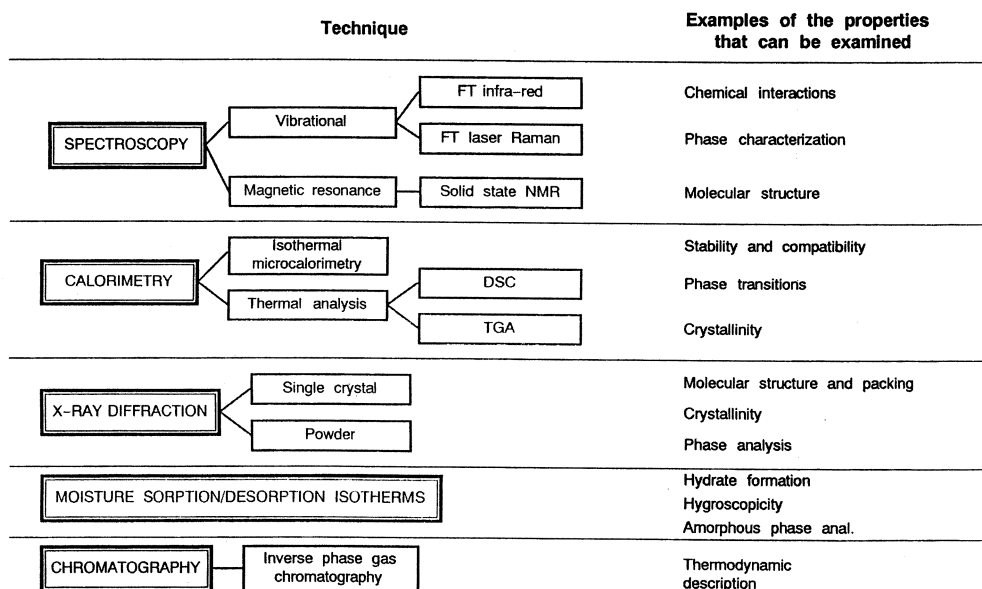 Technique
Examples of the properties
that can be examined
SPECTROSCOPY
Vibrational
FT infra-red
FT laser Raman
Magnetic resonance
Solid state NMR
Chemical interactions
Phase characterization
Molecular structure
CALORIMETRY
Isothermal
microcalorimetry
Thermal analysis
DSC
TGA
Stability and compatibility
Phase transitions
Crystallinity
X-RAY DIFFRACTION
Single crystal
Powder
Molecular structure and packing
Crystallinity
Phase analysis
MOISTURE SORPTION/DESORPTION ISOTHERMS
Hydrate formation
Hygroscopicity
Amorphous phase anal.
CHROMATOGRAPHY
Inverse phase gas
chromatography
Thermodynamic
description